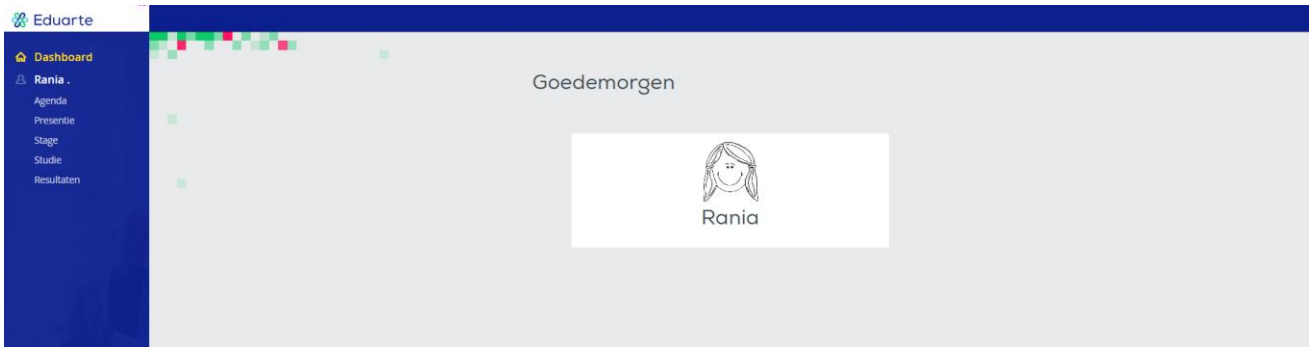 Eduarte
Dashboard
Rania .
Agenda
Presentie
Stage
Studie
Resultaten
Goedemorgen
Rania